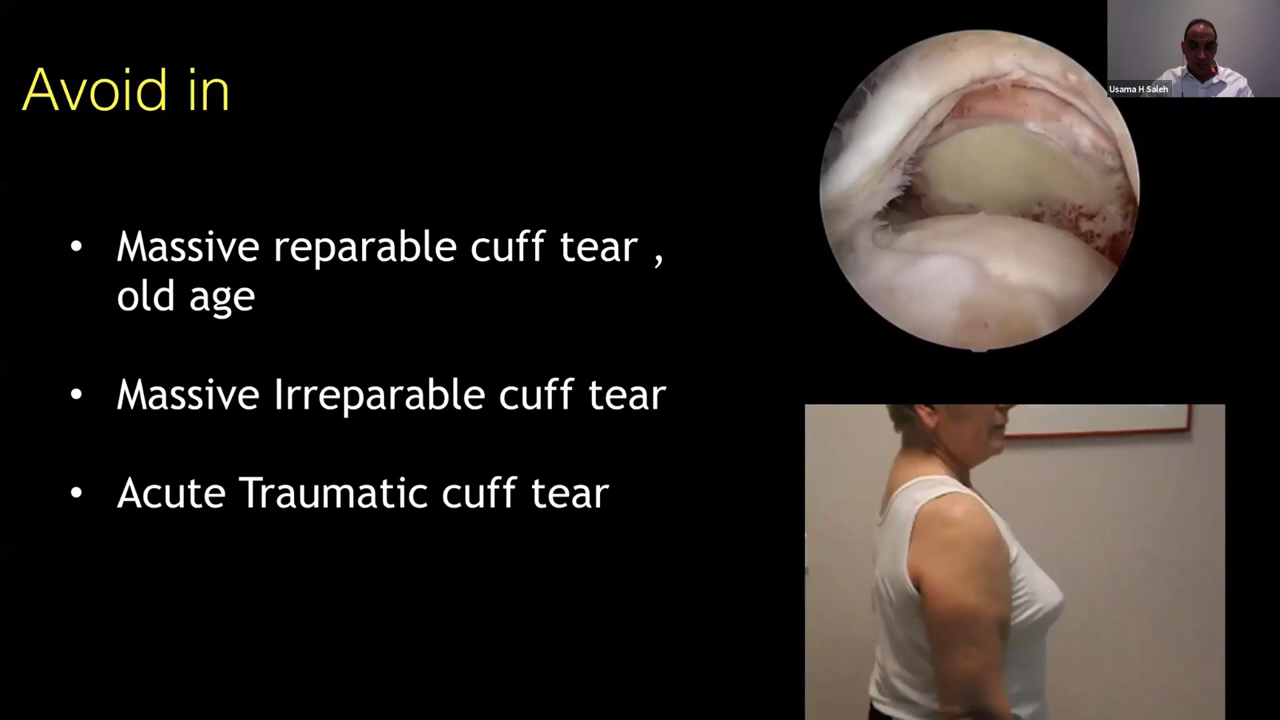 Avoid in
Usama H Saleh
• Massive reparable cuff tear ,
old age
• Massive Irreparable cuff tear
• Acute Traumatic cuff tear